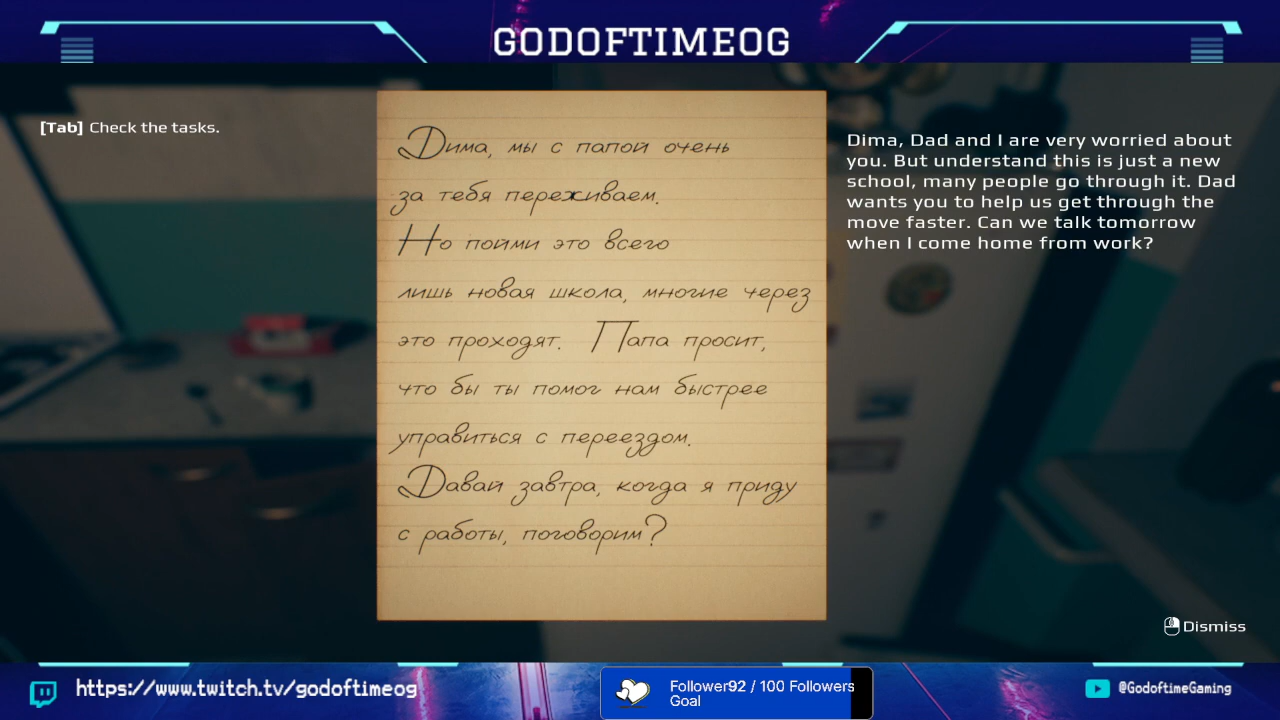 GODOFTIMEOG
[Tab] Check the tasks.
Дима, мы с папой очень
за тебя переживаем.
Но пойми это всего
лишь новая школа, многие через
это проходят. Папа просит,
что бы ты помог нам быстрее
управиться с переездом.
Давай завтра, когда я приду
с работы, поговорим?
Dima, Dad and I are very worried about
you. But understand this is just a new
school, many people go through it. Dad
wants you to help us get through the
move faster. Can we talk tomorrow
when I come home from work?
Dismiss
https://www.twitch.tv/godoftimeog
Follower92 / 100 Followers
Goal
@GodoftimeGaming